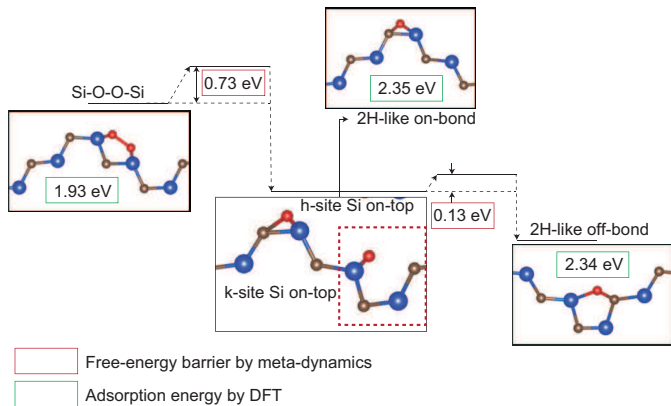 2.35 eV
Si-O-O-Si
0.73 eV
2H-like on-bond
1.93 eV
h-site Si on-top
0.13 eV
2H-like off-bond
2.34 eV
k-site Si on-top
Free-energy barrier by meta-dynamics
Adsorption energy by DFT